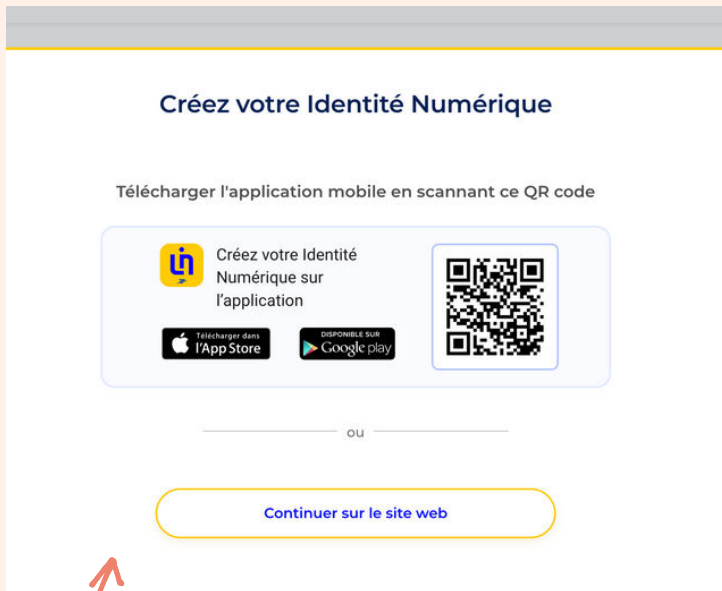 Créez votre Identité Numérique
Télécharger l'application mobile en scannant ce QR code
Créez votre Identité
Numérique sur
l'application
Télécharger dans
l'App Store
DISPONIBLE SUR
Google play
ou
Continuer sur le site web